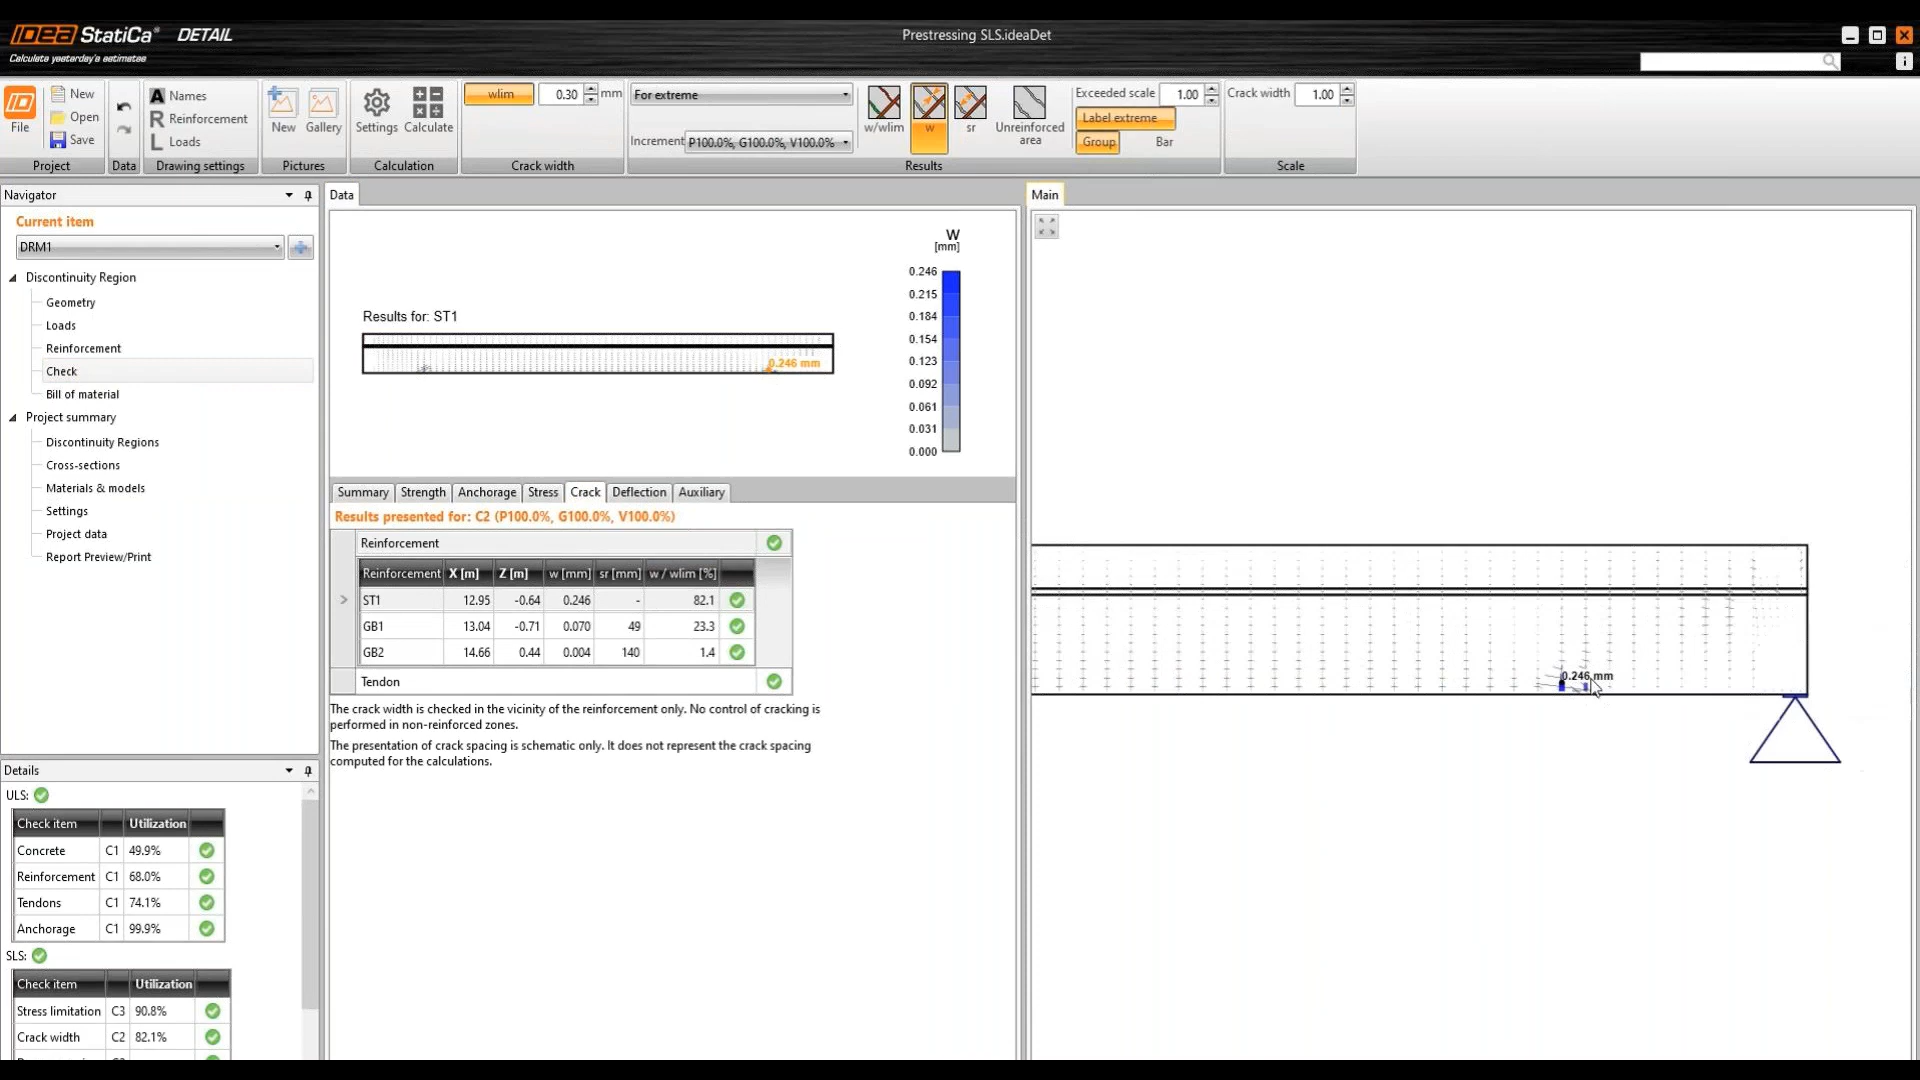 IDEA StatiCa® DETAIL
Calculate yesterday's estimates
Prestressing SLS.ideaDet
File
New
Open
Save
Project
Data
A Names
R Reinforcement
L Loads
Drawing settings
New
Gallery
Pictures
Settings
Calculate
Calculation
wlim 0.30 mm
Crack width
For extreme
Increment P100.0%, G100.0%, V100.0%
w/wlim
w
sr
Unreinforced area
Results
Exceeded scale 1.00
Label extreme
Group Bar
Crack width 1.00
Scale
Navigator
Current item
DRM1
Discontinuity Region
Geometry
Loads
Reinforcement
Check
Bill of material
Project summary
Discontinuity Regions
Cross-sections
Materials & models
Settings
Project data
Report Preview/Print
Details
ULS:
Check item Utilization
Concrete C1 49.9%
Reinforcement C1 68.0%
Tendons C1 74.1%
Anchorage C1 99.9%
SLS:
Check item Utilization
Stress limitation C3 90.8%
Crack width C2 82.1%
Data
Results for: ST1
0.246 mm
W
[mm]
0.246
0.215
0.184
0.154
0.123
0.092
0.061
0.031
0.000
Summary Strength Anchorage Stress Crack Deflection Auxiliary
Results presented for: C2 (P100.0%, G100.0%, V100.0%)
Reinforcement
Reinforcement X [m] Z [m] w [mm] sr [mm] w / wlim [%]
> ST1 12.95 -0.64 0.246 - 82.1
GB1 13.04 -0.71 0.070 49 23.3
GB2 14.66 0.44 0.004 140 1.4
Tendon
The crack width is checked in the vicinity of the reinforcement only. No control of cracking is
performed in non-reinforced zones.
The presentation of crack spacing is schematic only. It does not represent the crack spacing
computed for the calculations.
Main
0.246 mm